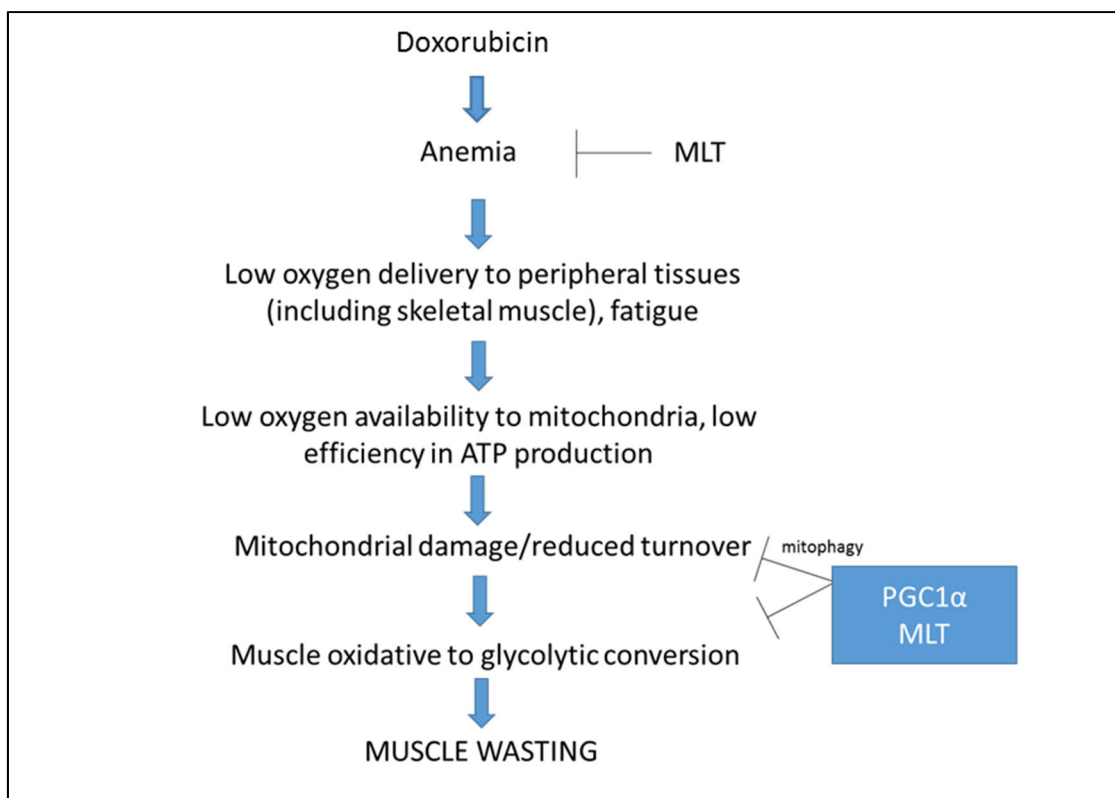 Doxorubicin
Anemia
MLT
Low oxygen delivery to peripheral tissues
(including skeletal muscle), fatigue
Low oxygen availability to mitochondria, low
efficiency in ATP production
Mitochondrial damage/reduced turnover
mitophagy
PGC1α
MLT
Muscle oxidative to glycolytic conversion
MUSCLE WASTING